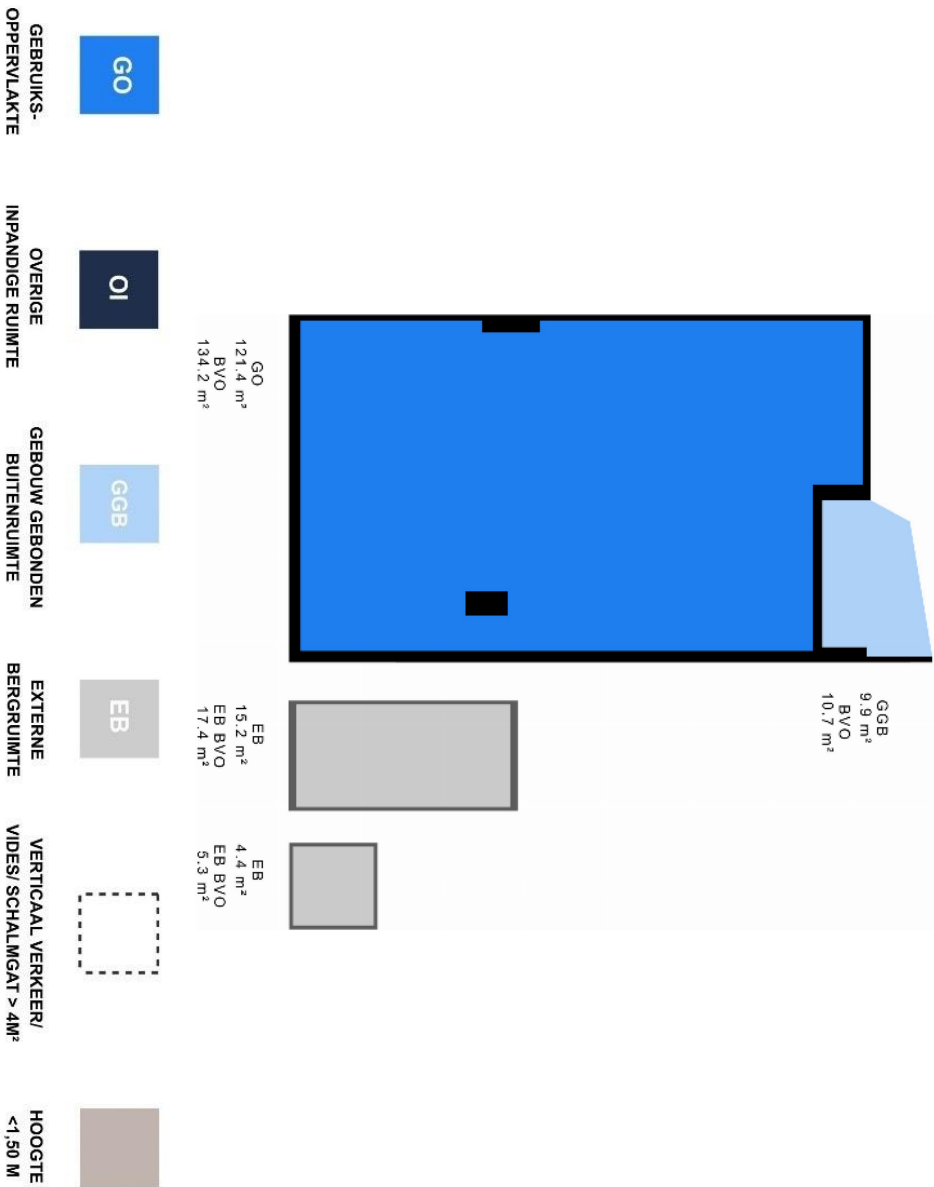 GO
121.4 m²
BVO
134.2 m²
GGB
9.9 m²
BVO
10.7 m²
EB
15.2 m²
EB BVO
17.4 m²
EB
4.4 m²
EB BVO
5.3 m²
GO
GEBRUIKS-
OPPERVLAKTE
OI
OVERIGE
INPANDIGE RUIMTE
GGB
GEBOUW GEBONDEN
BUITENRUIMTE
EB
EXTERNE
BERGRUIMTE
VERTICAAL VERKEER/
VIDES/ SCHALMGAT > 4M²
HOOGTE
<1,50 M